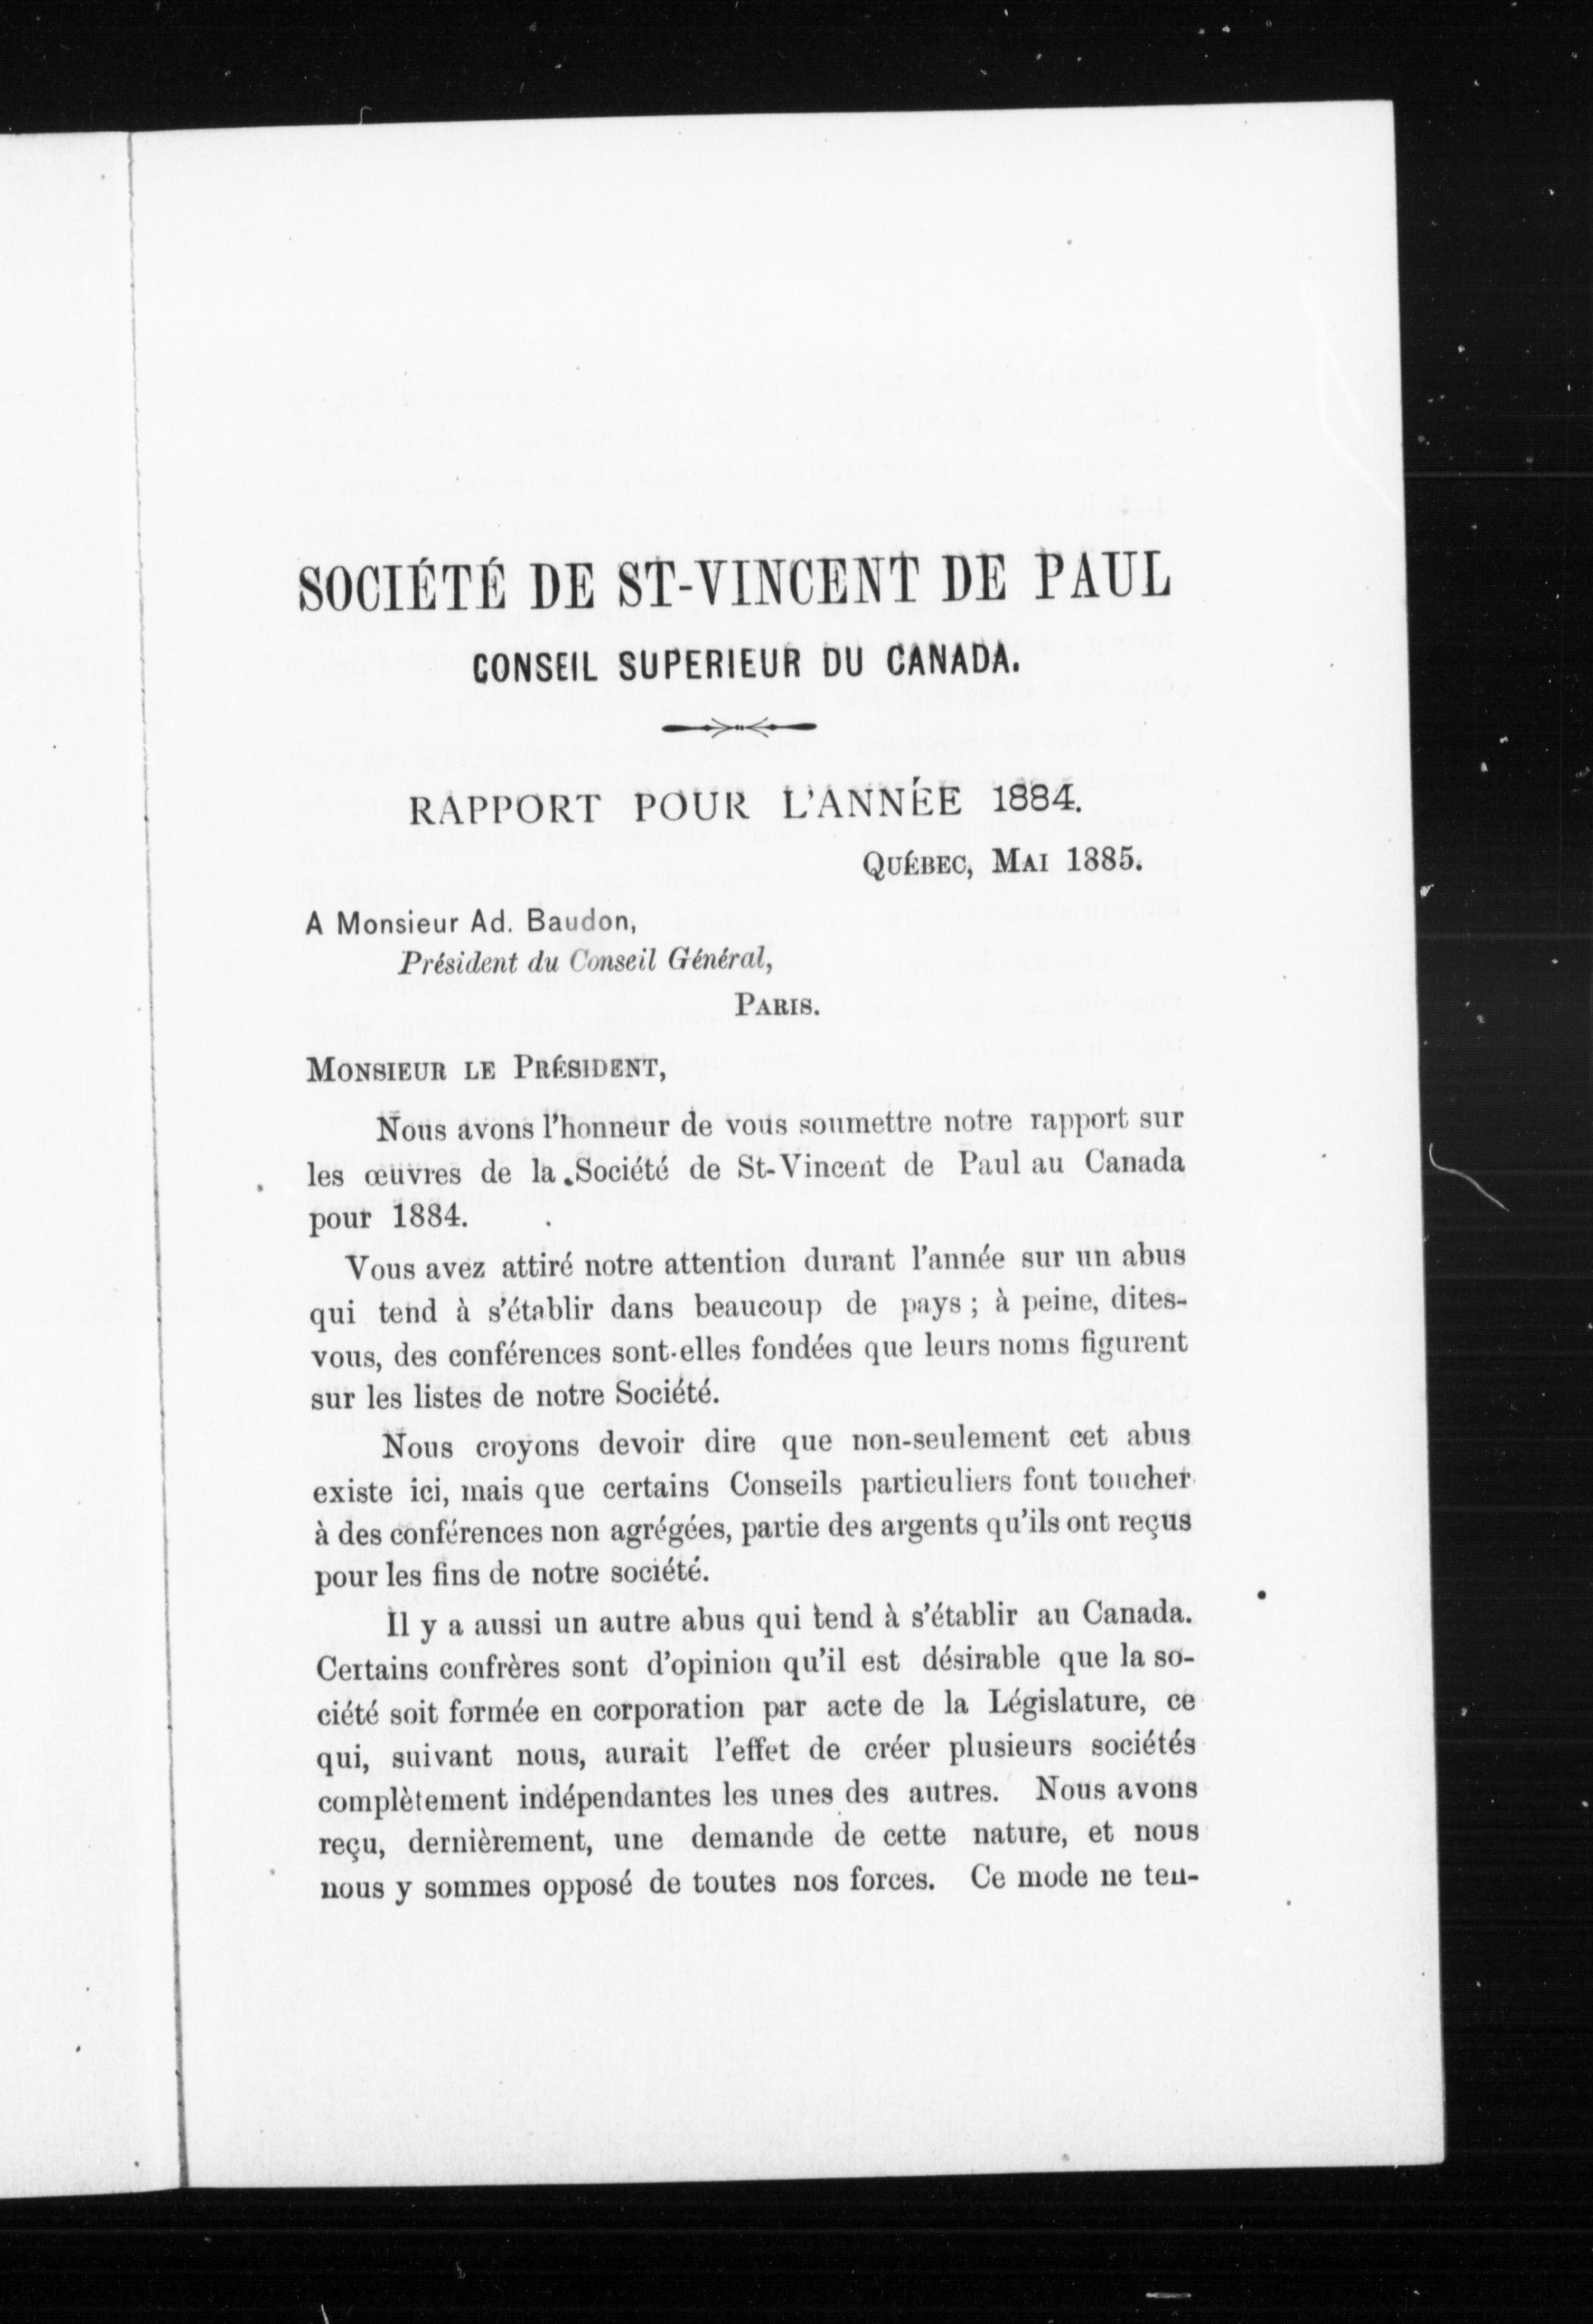 SOCIÉTÉ DE ST-VINCENT DE PAUL
CONSEIL SUPERIEUR DU CANADA.
RAPPORT POUR L'ANNÉE 1884.
QUÉBEC, MAI 1885.
A Monsieur Ad. Baudon,
Président du Conseil Général,
PARIS.
MONSIEUR LE PRÉSIDENT,
Nous avons l'honneur de vous soumettre notre rapport sur
les œuvres de la Société de St-Vincent de Paul au Canada
pour 1884.
Vous avez attiré notre attention durant l'année sur un abus
qui tend à s'établir dans beaucoup de pays ; à peine, dites-
vous, des conférences sont-elles fondées que leurs noms figurent
sur les listes de notre Société.
Nous croyons devoir dire que non-seulement cet abus
existe ici, mais que certains Conseils particuliers font toucher
à des conférences non agrégées, partie des argents qu'ils ont reçus
pour les fins de notre société.
Il y a aussi un autre abus qui tend à s'établir au Canada.
Certains confrères sont d'opinion qu'il est désirable que la so-
ciété soit formée en corporation par acte de la Législature, ce
qui, suivant nous, aurait l'effet de créer plusieurs sociétés
complètement indépendantes les unes des autres. Nous avons
reçu, dernièrement, une demande de cette nature, et nous
nous y sommes opposé de toutes nos forces. Ce mode ne ten-